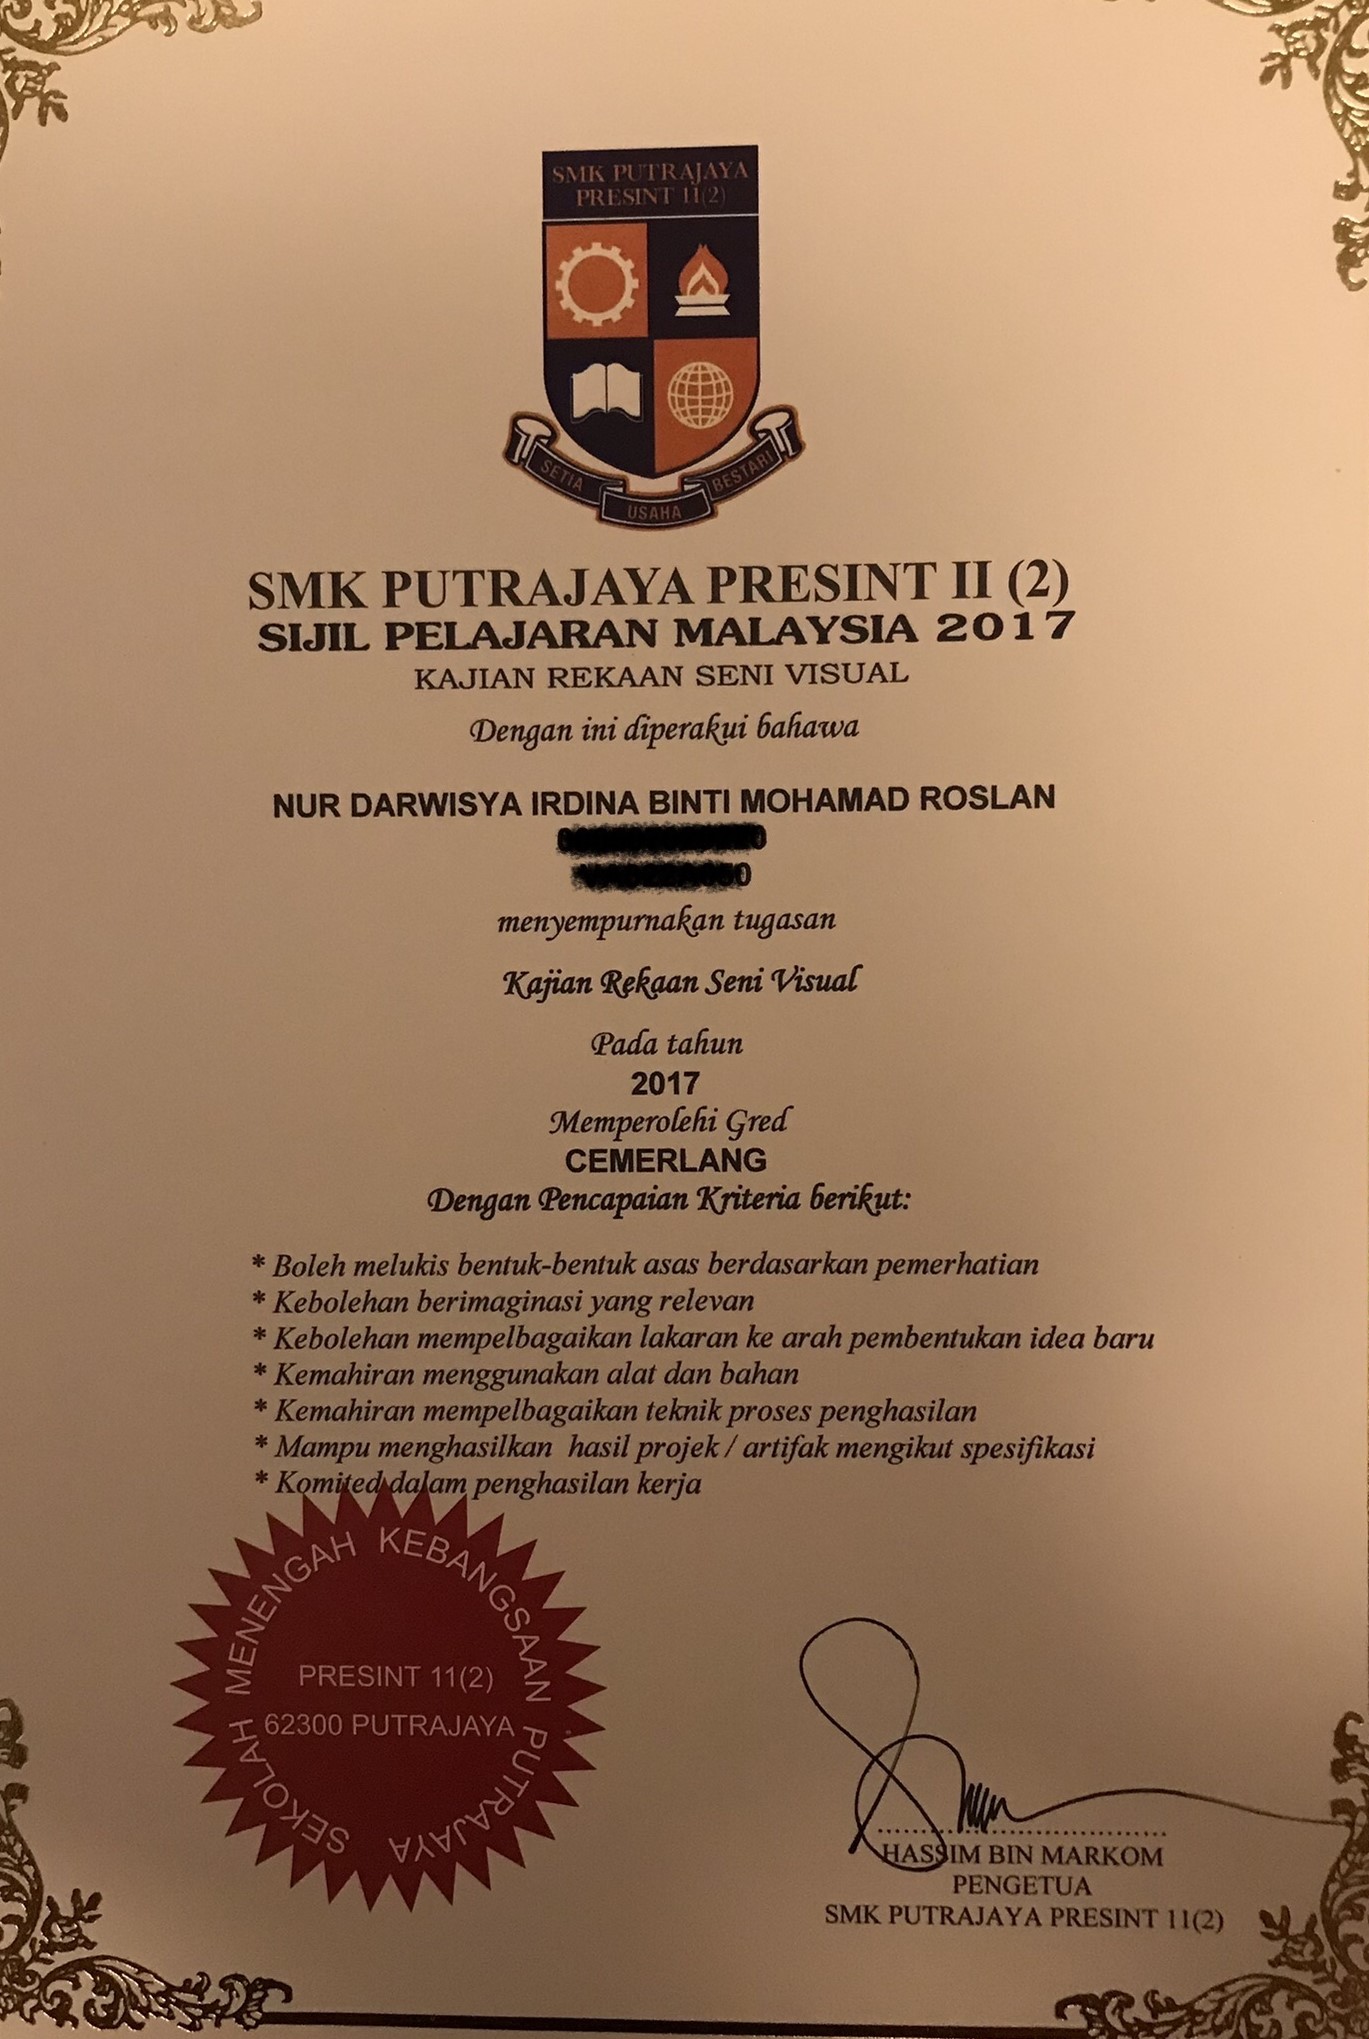 SMK PUTRAJAYA
PRESINT 11(2)
SETIA
USAHA
BESTARI
SMK PUTRAJAYA PRESINT II (2)
SIJIL PELAJARAN MALAYSIA 2017
KAJIAN REKAAN SENI VISUAL
Dengan ini diperakui bahawa
NUR DARWISYA IRDINA BINTI MOHAMAD ROSLAN
menyempurnakan tugasan
Kajian Rekaan Seni Visual
Pada tahun
2017
Memperolehi Gred
CEMERLANG
Dengan Pencapaian Kriteria berikut:
* Boleh melukis bentuk-bentuk asas berdasarkan pemerhatian
* Kebolehan berimaginasi yang relevan
* Kebolehan mempelbagaikan lakaran ke arah pembentukan idea baru
* Kemahiran menggunakan alat dan bahan
* Kemahiran mempelbagaikan teknik proses penghasilan
* Mampu menghasilkan hasil projek / artifak mengikut spesifikasi
* Komited dalam penghasilan kerja
SEKOLAH MENENGAH KEBANGSAAN PUTRAJAYA
PRESINT 11(2)
62300 PUTRAJAYA
HASSIM BIN MARKOM
PENGETUA
SMK PUTRAJAYA PRESINT 11(2)